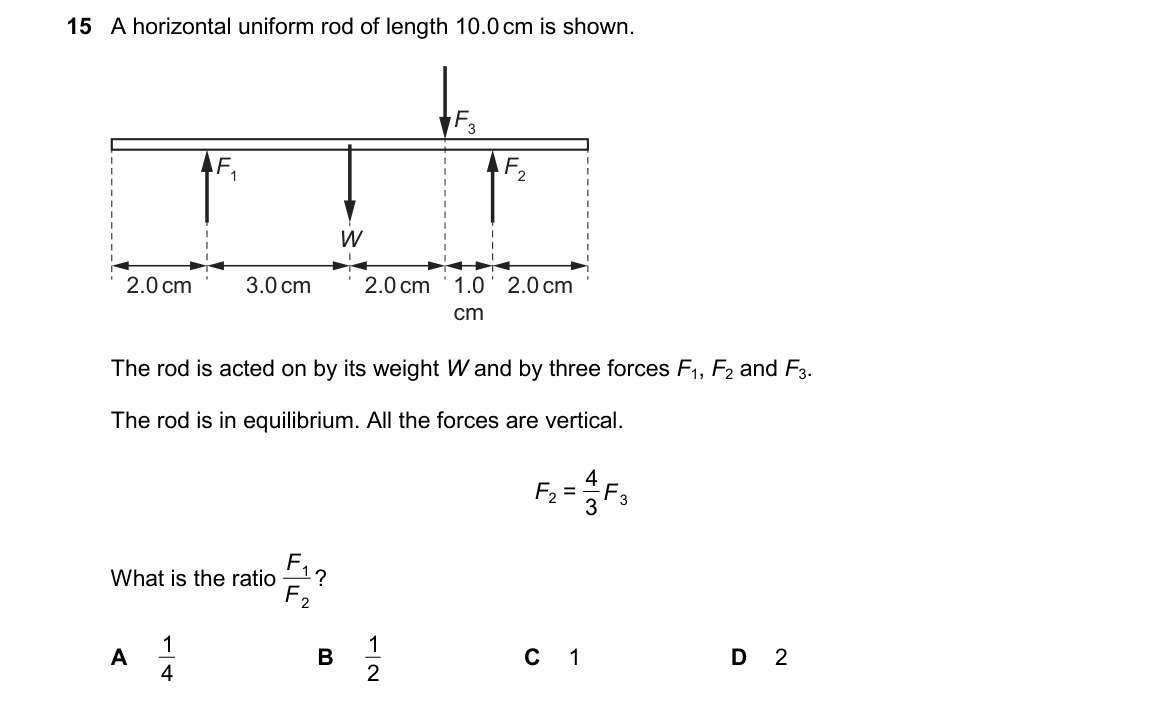 15 A horizontal uniform rod of length 10.0 cm is shown.
F3
F1
F2
W
2.0 cm 3.0 cm 2.0 cm 1.0 cm 2.0 cm
The rod is acted on by its weight W and by three forces F1, F2 and F3.
The rod is in equilibrium. All the forces are vertical.
F2 = 4/3 F3
What is the ratio F1/F2?
A 1/4 B 1/2 C 1 D 2